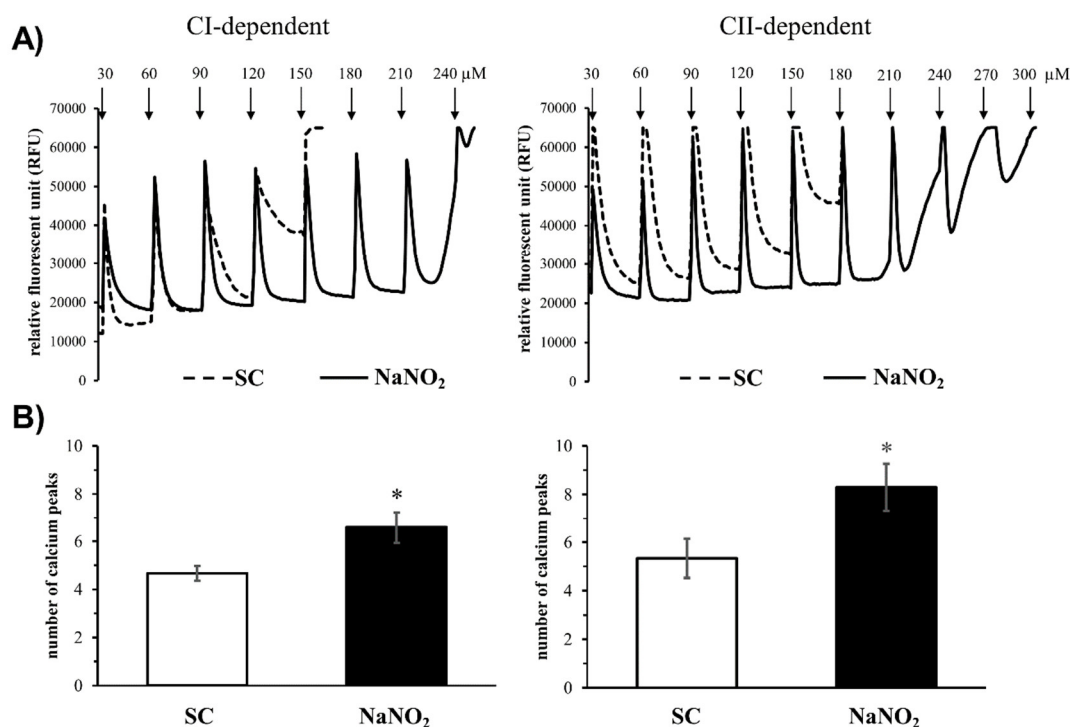 A)
CI-dependent
30 60 90 120 150 180 210 240 µM
relative fluorescent unit (RFU)
70000
60000
50000
40000
30000
20000
10000
0
SC NaNO₂
CII-dependent
30 60 90 120 150 180 210 240 270 300 µM
relative fluorescent unit (RFU)
70000
60000
50000
40000
30000
20000
10000
0
SC NaNO₂
B)
number of calcium peaks
10
8
6
4
2
0
*
SC NaNO₂
number of calcium peaks
10
8
6
4
2
0
*
SC NaNO₂